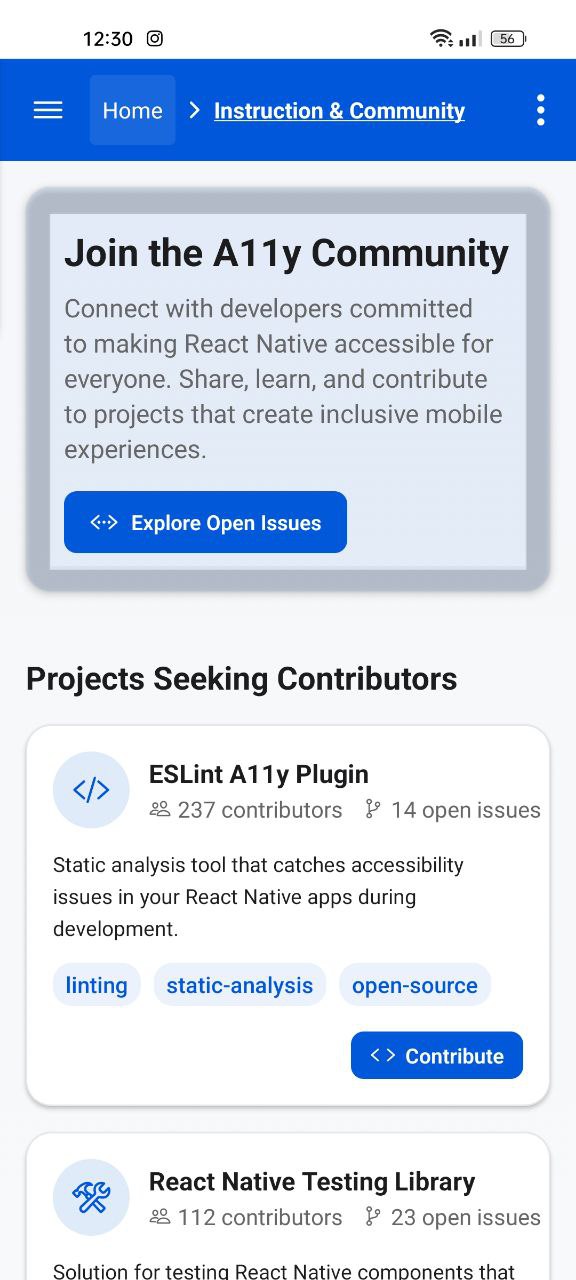 12:30
56
Home > Instruction & Community
Join the A11y Community
Connect with developers committed
to making React Native accessible for
everyone. Share, learn, and contribute
to projects that create inclusive mobile
experiences.
Explore Open Issues
Projects Seeking Contributors
ESLint A11y Plugin
237 contributors 14 open issues
Static analysis tool that catches accessibility
issues in your React Native apps during
development.
linting static-analysis open-source
Contribute
React Native Testing Library
112 contributors 23 open issues
Solution for testing React Native components that